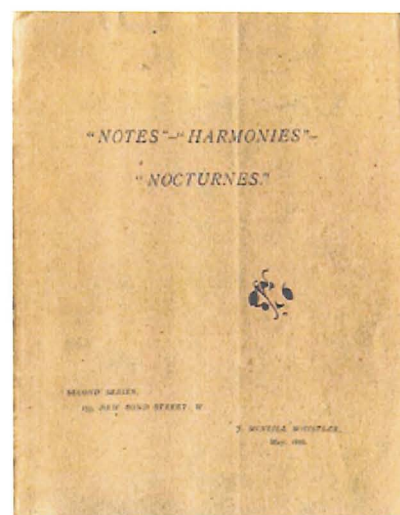 "NOTES"—"HARMONIES"—
"NOCTURNES."
SECOND SERIES,
NEW BOND STREET, W
J. MCNEILL WHISTLER,
May,